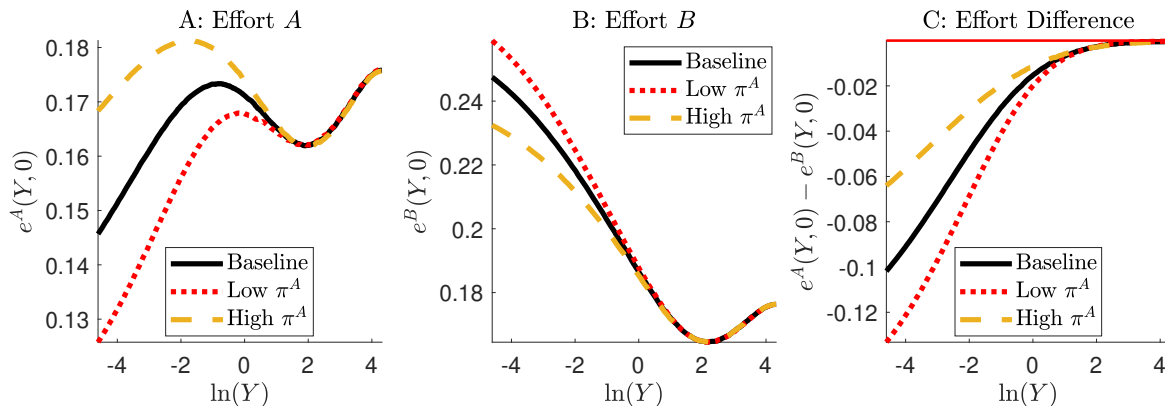 A: Effort A
e^A(Y, 0)
0.18
0.17
0.16
0.15
0.14
0.13
Baseline
Low π^A
High π^A
-4
-2
0
2
4
ln(Y)
B: Effort B
e^B(Y, 0)
0.24
0.22
0.2
0.18
Baseline
Low π^A
High π^A
-4
-2
0
2
4
ln(Y)
C: Effort Difference
e^A(Y, 0) − e^B(Y, 0)
-0.02
-0.04
-0.06
-0.08
-0.1
-0.12
Baseline
Low π^A
High π^A
-4
-2
0
2
4
ln(Y)